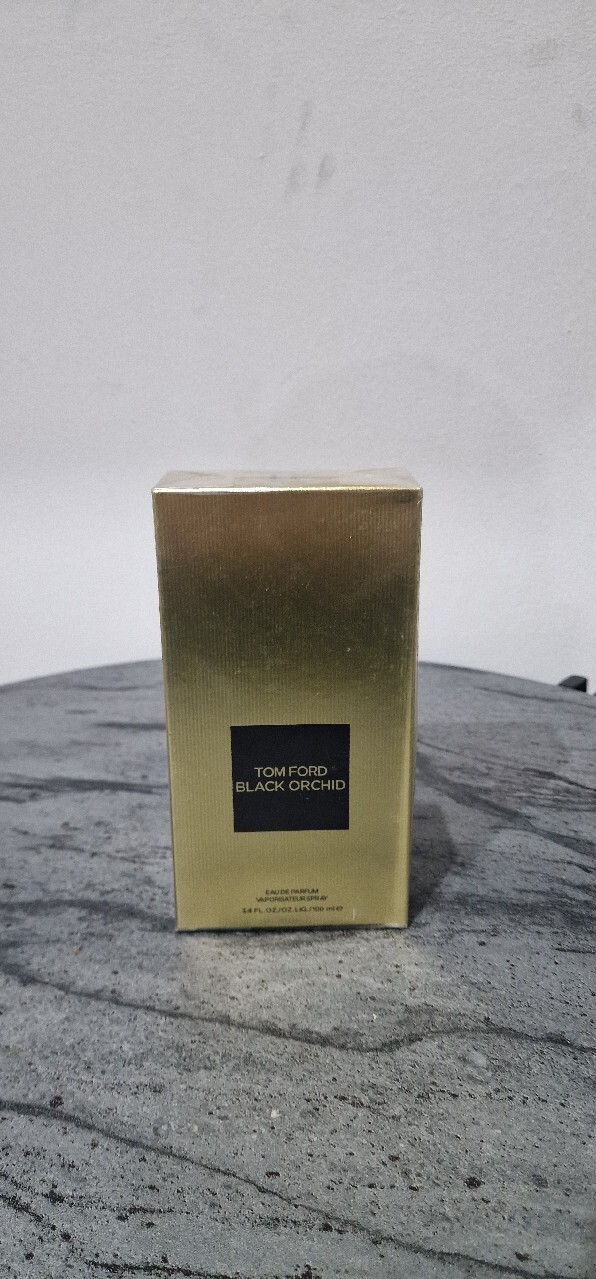 TOM FORD
BLACK ORCHID
EAU DE PARFUM
VAPORISATEUR SPRAY
3.4 FL.OZ./OZ.LIQ./100 ml ℮